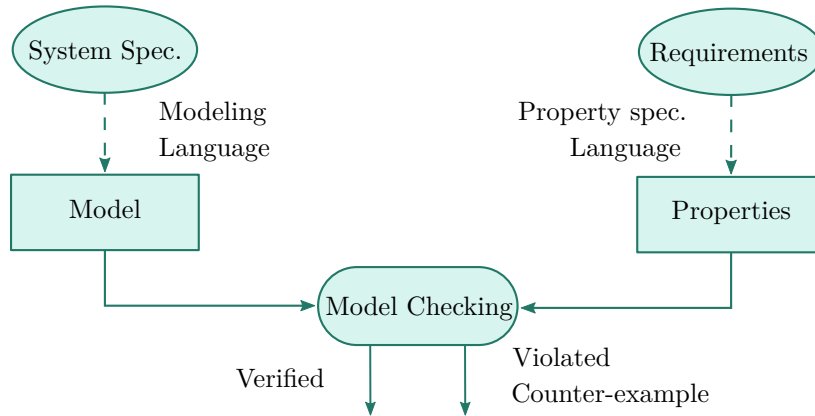 System Spec.
Requirements
Modeling
Language
Property spec.
Language
Model
Properties
Model Checking
Verified
Violated
Counter-example